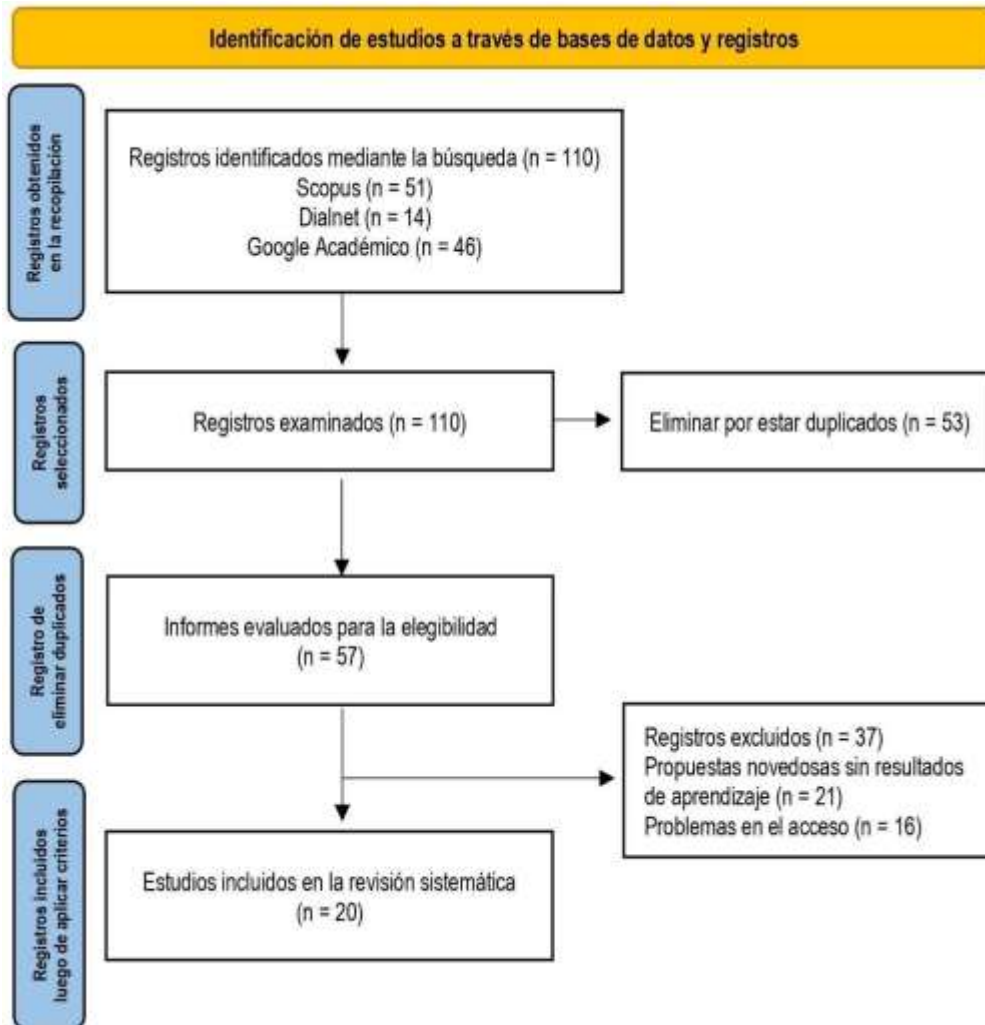 Identificación de estudios a través de bases de datos y registros
Registros obtenidos
en la recopilación
Registros identificados mediante la búsqueda (n = 110)
Scopus (n = 51)
Dialnet (n = 14)
Google Académico (n = 46)
Registros
seleccionados
Registros examinados (n = 110)
Eliminar por estar duplicados (n = 53)
Registro de
eliminar duplicados
Informes evaluados para la elegibilidad
(n = 57)
Registros excluidos (n = 37)
Propuestas novedosas sin resultados
de aprendizaje (n = 21)
Problemas en el acceso (n = 16)
Registros incluidos
luego de aplicar criterios
Estudios incluidos en la revisión sistemática
(n = 20)